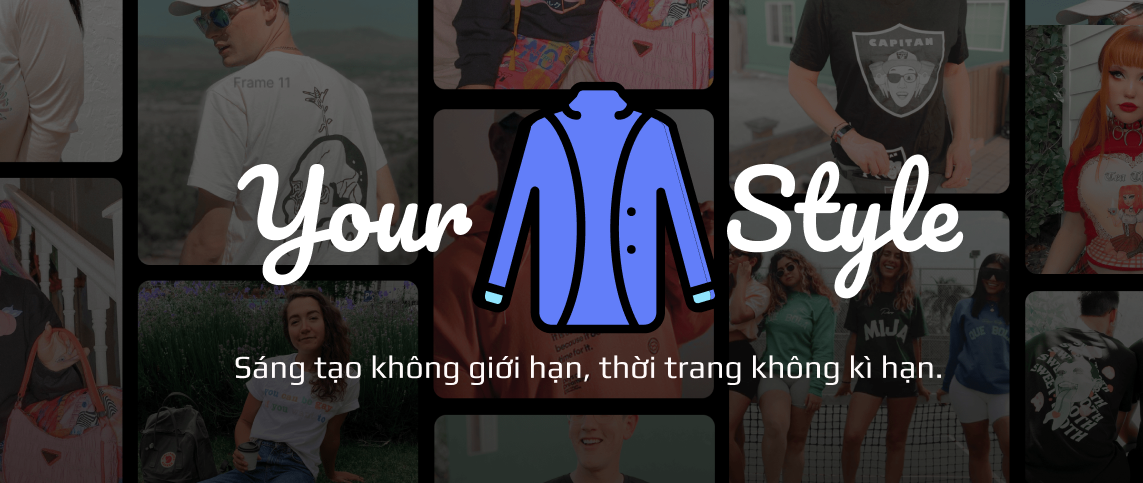 Frame 11
CAPITAN
Your Style
MIJA
Sáng tạo không giới hạn, thời trang không kì hạn.